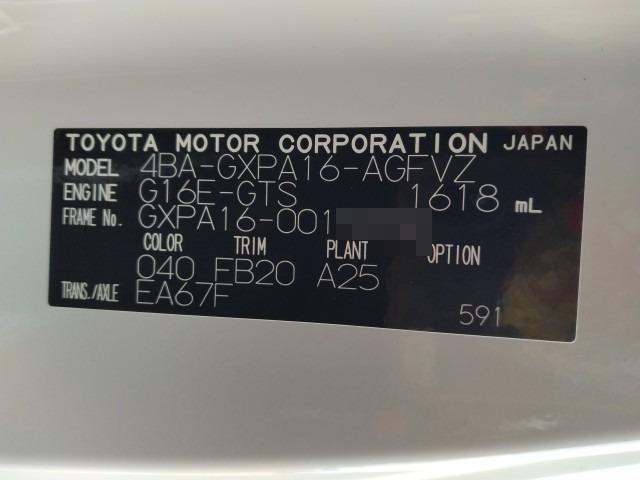 TOYOTA MOTOR CORPORATION JAPAN
MODEL 4BA-GXPA16-AGFVZ
ENGINE G16E-GTS 1618 mL
FRAME No. GXPA16-001
COLOR TRIM PLANT OPTION
040 FB20 A25
TRANS./AXLE EA67F
591